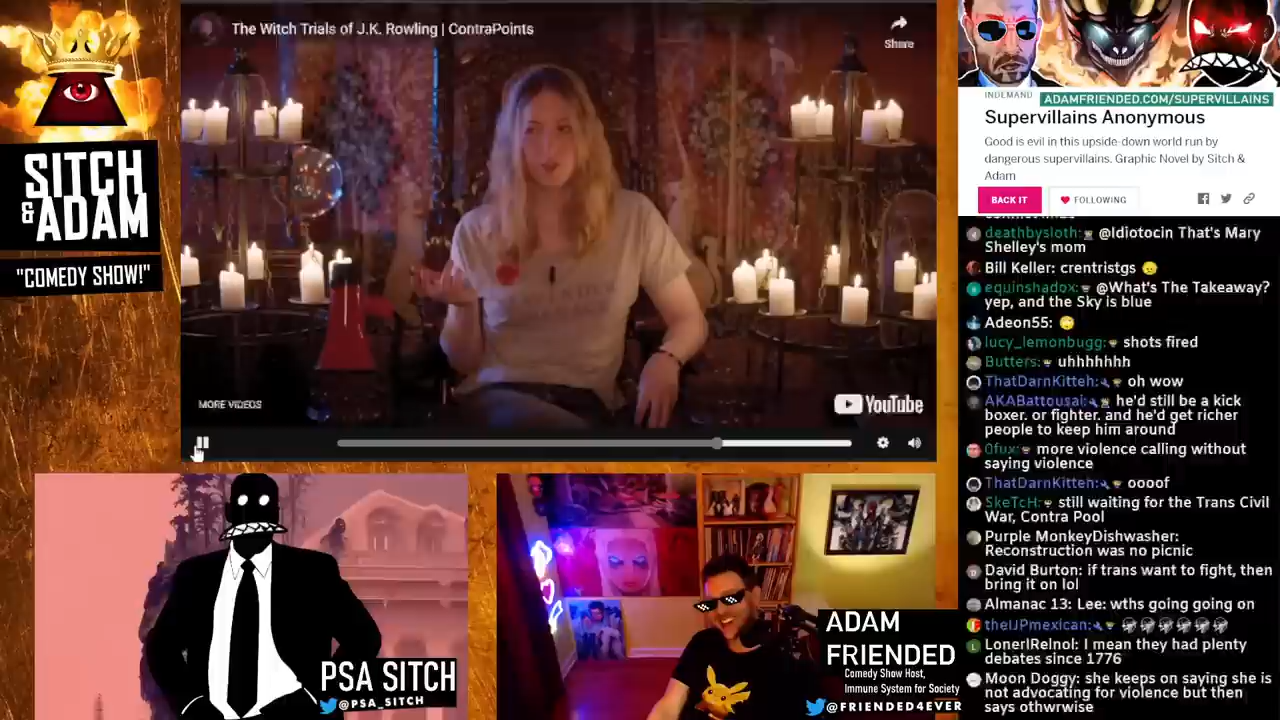 The Witch Trials of J.K. Rowling | ContraPoints
Share
MORE VIDEOS
YouTube
SITCH
& ADAM
"COMEDY SHOW!"
PSA SITCH
@PSA_SITCH
ADAM
FRIENDED
Comedy Show Host,
Immune System for Society
@FRIENDED4EVER
INDEMAND
ADAMFRIENDED.COM/SUPERVILLAINS
Supervillains Anonymous
Good is evil in this upside-down world run by
dangerous supervillains. Graphic Novel by Sitch &
Adam
BACK IT
FOLLOWING
deathbysloth: @Idiotocin That's Mary
Shelley's mom
Bill Keller: crentristgs
equinshadox: @What's The Takeaway?
yep, and the Sky is blue
Adeon55:
lucy_lemonbugg: shots fired
Butters: uhhhhhhh
ThatDarnKitteh: oh wow
AKABattousai: he'd still be a kick
boxer. or fighter. and he'd get richer
people to keep him around
Qfux: more violence calling without
saying violence
ThatDarnKitteh: oooof
SkeTcH: still waiting for the Trans Civil
War, Contra Pool
Purple MonkeyDishwasher:
Reconstruction was no picnic
David Burton: if trans want to fight, then
bring it on lol
Almanac 13: Lee: wths going going on
theIJPmexican:
Loner|Relnol: I mean they had plenty
debates since 1776
Moon Doggy: she keeps on saying she is
not advocating for violence but then
says othwrwise